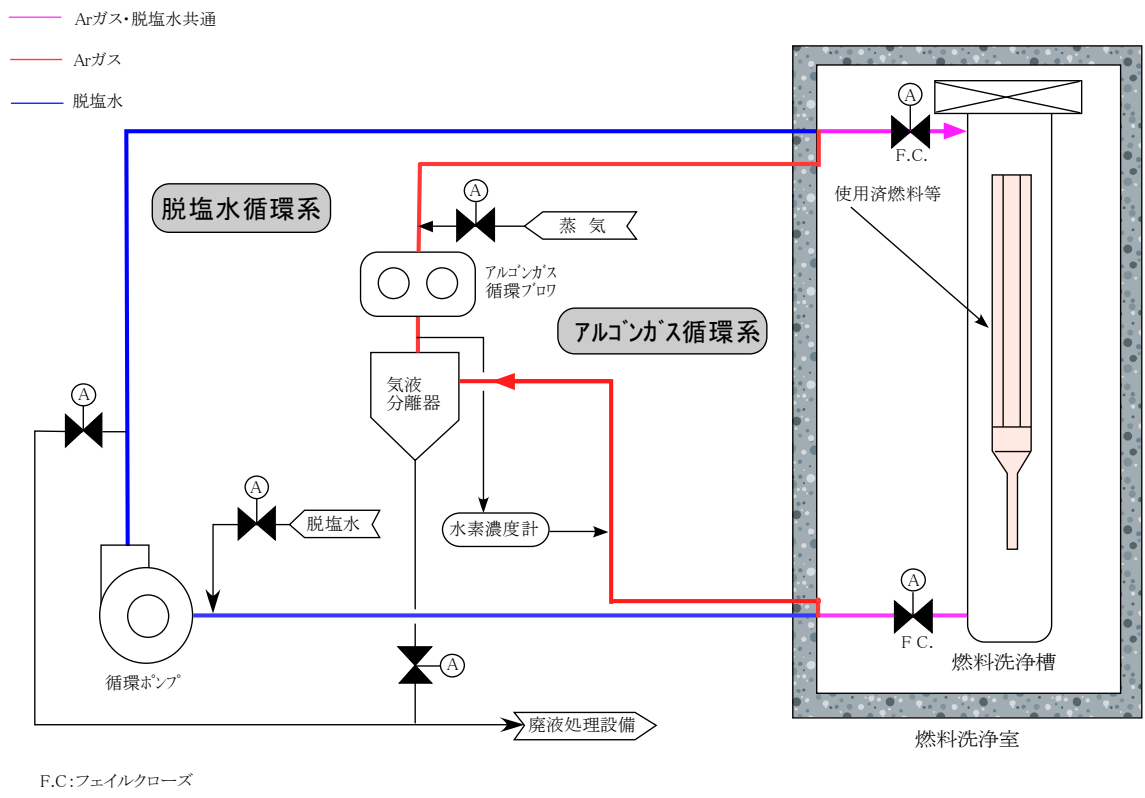 Arガス・脱塩水共通
Arガス
脱塩水
A
F.C.
脱塩水循環系
A
蒸 気
使用済燃料等
アルゴンガス
循環ブロワ
アルゴンガス循環系
気液
分離器
A
A
脱塩水
水素濃度計
A
F C.
循環ポンプ
A
燃料洗浄槽
廃液処理設備
燃料洗浄室
F.C:フェイルクローズ